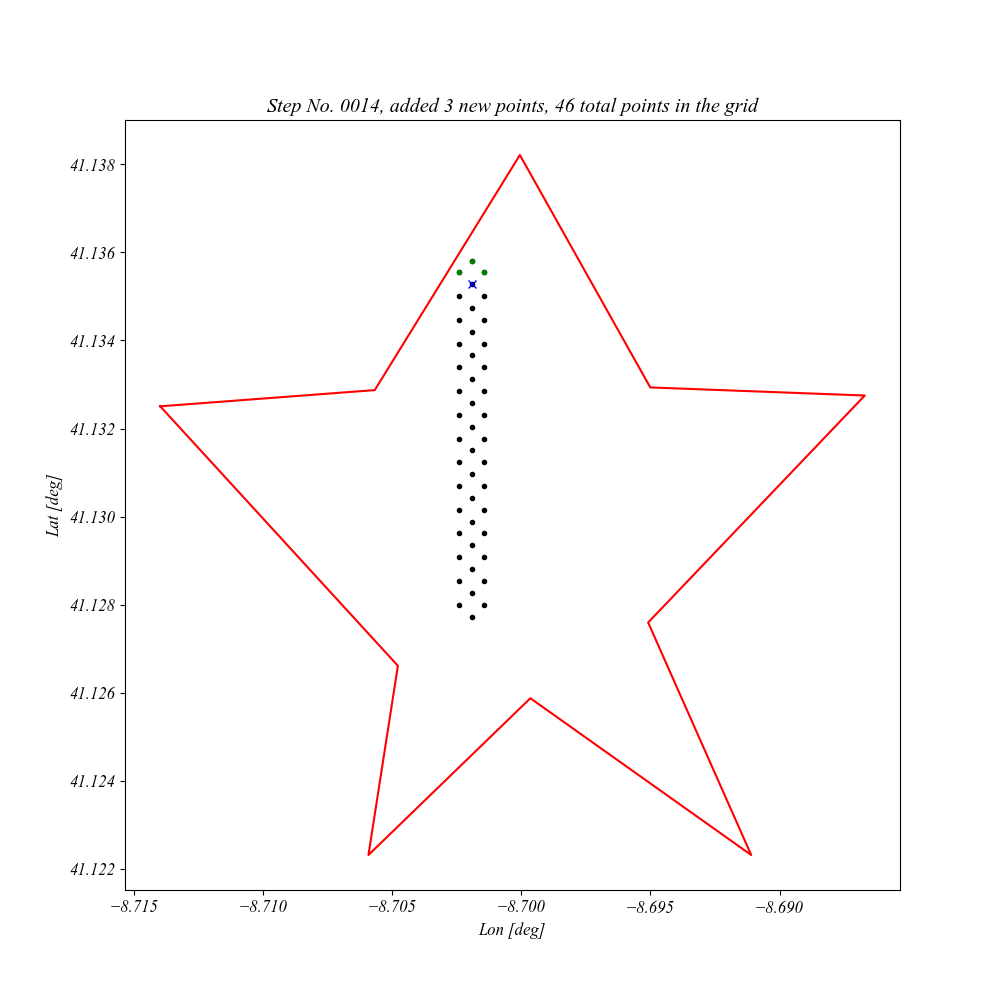 Step No. 0014, added 3 new points, 46 total points in the grid
41.138
41.136
41.134
41.132
41.130
41.128
41.126
41.124
41.122
Lat [deg]
−8.715 −8.710 −8.705 −8.700 −8.695 −8.690
Lon [deg]